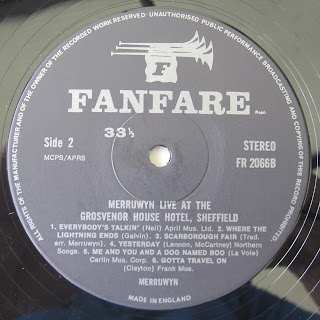 ALL RIGHTS OF THE MANUFACTURER AND OF THE OWNER OF THE RECORDED WORK RESERVED · UNAUTHORISED PUBLIC PERFORMANCE BROADCASTING AND COPYING OF THIS RECORD PROHIBITED.
F
FANFARE
Regd.
33⅓
Side 2
STEREO
MCPS/APRS
FR 2066B
MERRUWYN LIVE AT THE
GROSVENOR HOUSE HOTEL, SHEFFIELD
1. EVERYBODY'S TALKIN' (Neil) April Mus. Ltd. 2. WHERE THE
LIGHTNING ENDS (Galvin). 3. SCARBOROUGH FAIR (Trad.
arr. Merruwyn). 4. YESTERDAY (Lennon, McCartney) Northern
Songs. 5. ME AND YOU AND A DOG NAMED BOO (La Voie)
Carlin Mus. Corp. 6. GOTTA TRAVEL ON
(Clayton) Frank Mus.
MERRUWYN
MADE IN ENGLAND